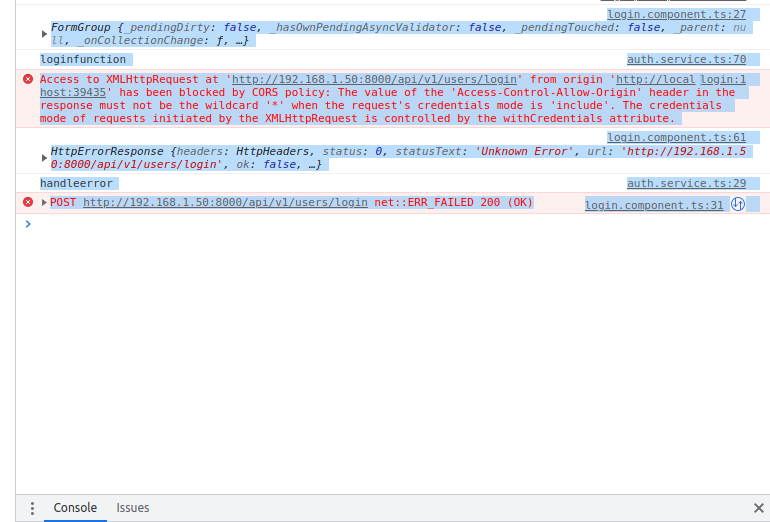 login.component.ts:27
FormGroup {_pendingDirty: false, _hasOwnPendingAsyncValidator: false, _pendingTouched: false, _parent: nu
ll, _onCollectionChange: ƒ, …}
loginfunction auth.service.ts:70
Access to XMLHttpRequest at 'http://192.168.1.50:8000/api/v1/users/login' from origin 'http://local login:1
host:39435' has been blocked by CORS policy: The value of the 'Access-Control-Allow-Origin' header in the
response must not be the wildcard '*' when the request's credentials mode is 'include'. The credentials
mode of requests initiated by the XMLHttpRequest is controlled by the withCredentials attribute.
login.component.ts:61
HttpErrorResponse {headers: HttpHeaders, status: 0, statusText: 'Unknown Error', url: 'http://192.168.1.5
0:8000/api/v1/users/login', ok: false, …}
handleerror auth.service.ts:29
POST http://192.168.1.50:8000/api/v1/users/login net::ERR_FAILED 200 (OK) login.component.ts:31
Console Issues